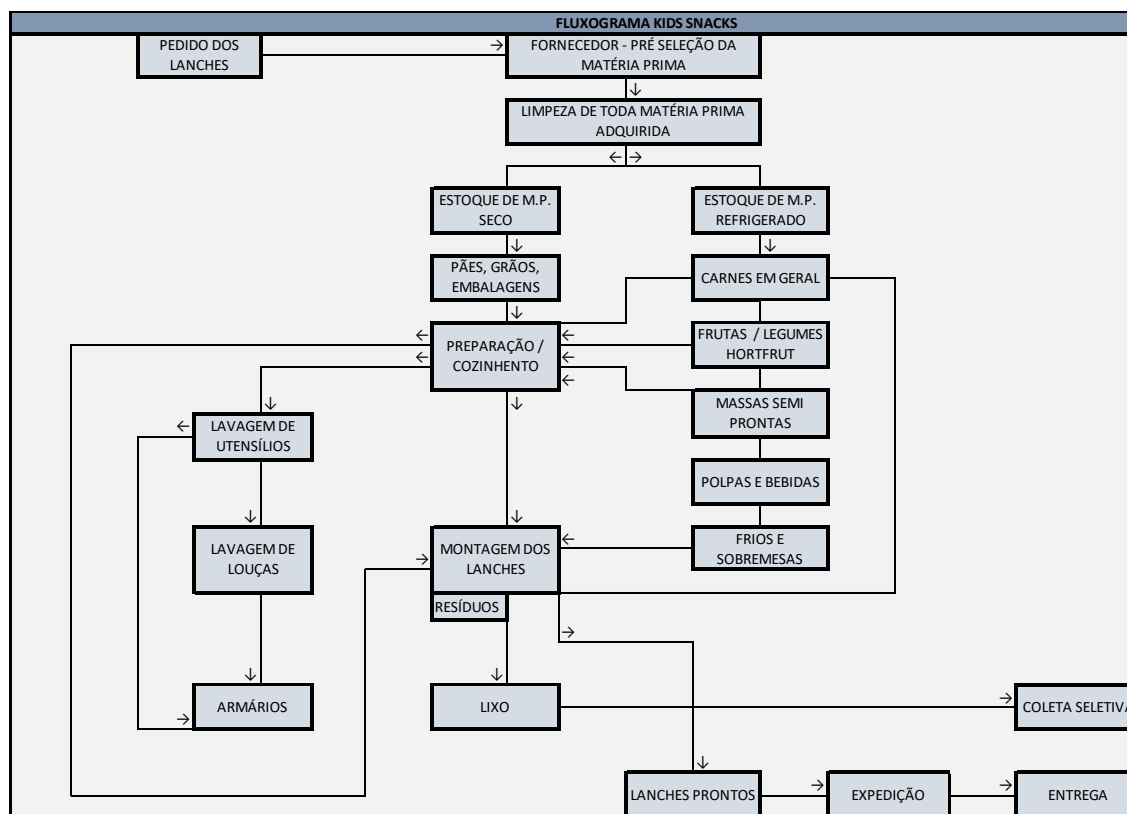 FLUXOGRAMA KIDS SNACKS
PEDIDO DOS
LANCHES
FORNECEDOR - PRÉ SELEÇÃO DA
MATÉRIA PRIMA
LIMPEZA DE TODA MATÉRIA PRIMA
ADQUIRIDA
ESTOQUE DE M.P.
SECO
ESTOQUE DE M.P.
REFRIGERADO
PÃES, GRÃOS,
EMBALAGENS
CARNES EM GERAL
PREPARAÇÃO /
COZINHENTO
FRUTAS / LEGUMES
HORTFRUT
MASSAS SEMI
PRONTAS
LAVAGEM DE
UTENSÍLIOS
POLPAS E BEBIDAS
LAVAGEM DE
LOUÇAS
MONTAGEM DOS
LANCHES
FRIOS E
SOBREMESAS
RESÍDUOS
ARMÁRIOS
LIXO
COLETA SELETIVA
LANCHES PRONTOS
EXPEDIÇÃO
ENTREGA